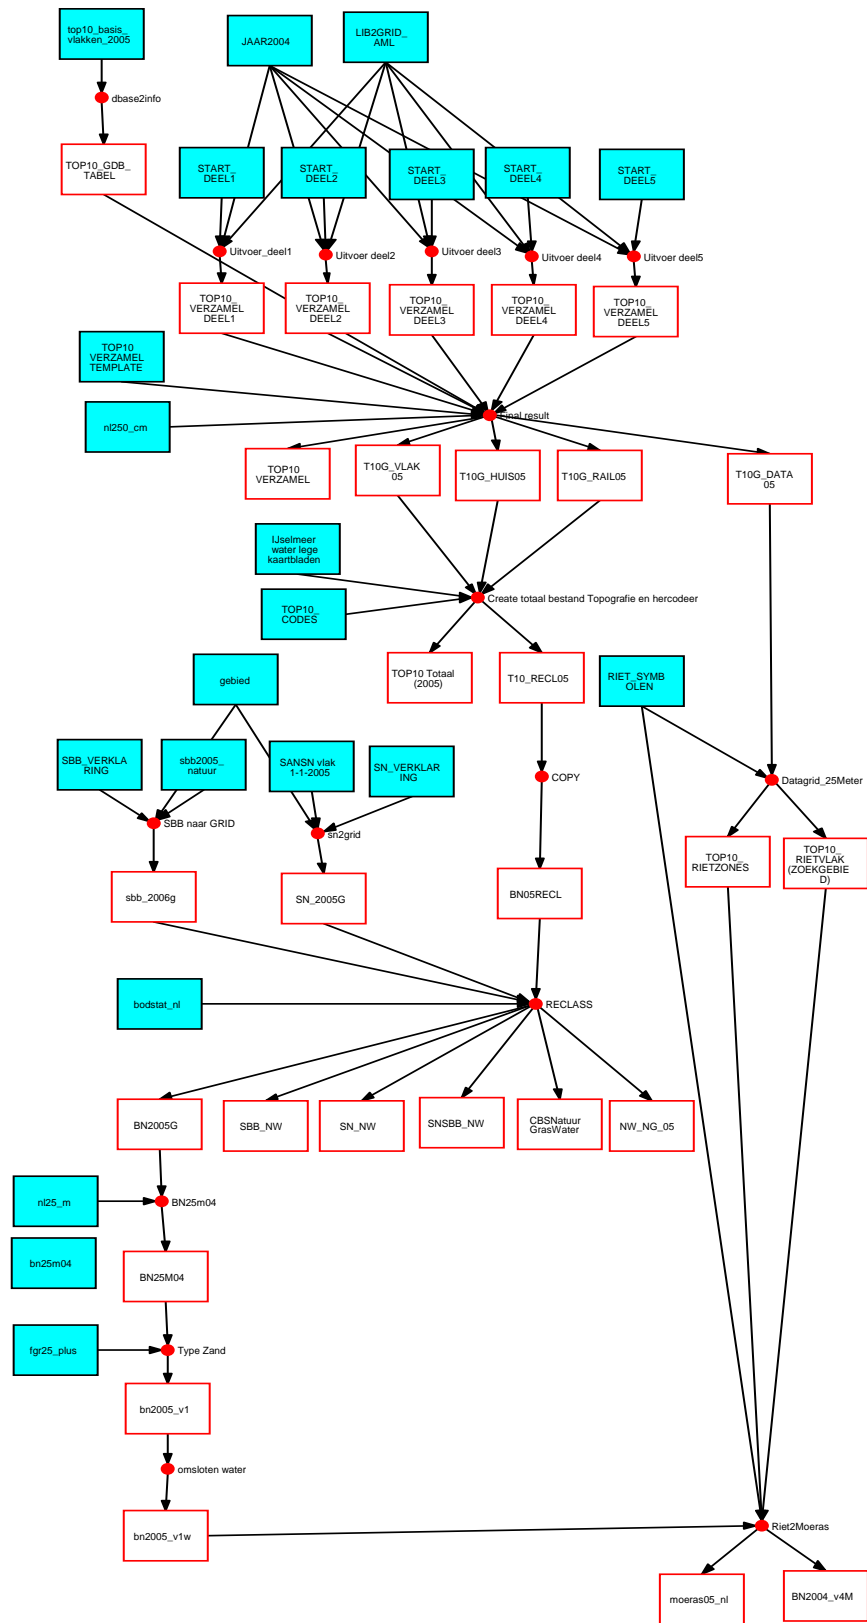 top10_basis_
vlakken_2005
JAAR2004
LIB2GRID_
AML
dbase2info
TOP10_GDB_
TABEL
START_
DEEL1
START_
DEEL2
START_
DEEL3
START_
DEEL4
START_
DEEL5
Uitvoer_deel1
Uitvoer deel2
Uitvoer deel3
Uitvoer deel4
Uitvoer deel5
TOP10_
VERZAMEL
DEEL1
TOP10_
VERZAMEL
DEEL2
TOP10_
VERZAMEL
DEEL3
TOP10_
VERZAMEL
DEEL4
TOP10_
VERZAMEL
DEEL5
TOP10
VERZAMEL
TEMPLATE
nl250_cm
Final result
TOP10
VERZAMEL
T10G_VLAK
05
T10G_HUIS05
T10G_RAIL05
T10G_DATA
05
IJselmeer
water lege
kaartbladen
TOP10_
CODES
Create totaal bestand Topografie en hercodeer
TOP10 Totaal
(2005)
T10_RECL05
gebied
RIET_SYMB
OLEN
SBB_VERKLA
RING
sbb2005_
natuur
SANSN vlak
1-1-2005
SN_VERKLAR
ING
COPY
Datagrid_25Meter
SBB naar GRID
sn2grid
sbb_2006g
SN_2005G
BN05RECL
TOP10_
RIETZONES
TOP10_
RIETVLAK
(ZOEKGEBIE
D)
bodstat_nl
RECLASS
BN2005G
SBB_NW
SN_NW
SNSBB_NW
CBSNatuur
GrasWater
NW_NG_05
nl25_m
BN25m04
bn25m04
BN25M04
fgr25_plus
Type Zand
bn2005_v1
omsloten water
bn2005_v1w
Riet2Moeras
moeras05_nl
BN2004_v4M